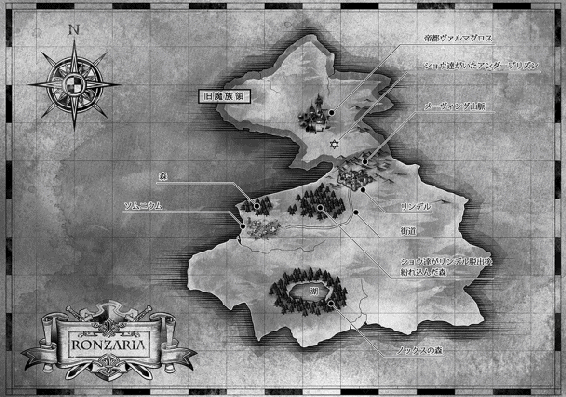 N
帝都ヴァルマグロス
ショウ達がいたアンダープリズン
旧魔族領
メーヴァング山脈
森
ソムニウム
リンデル
街道
ショウ達がリンデル脱出後
紛れ込んだ森
湖
RONZARIA
ノックスの森